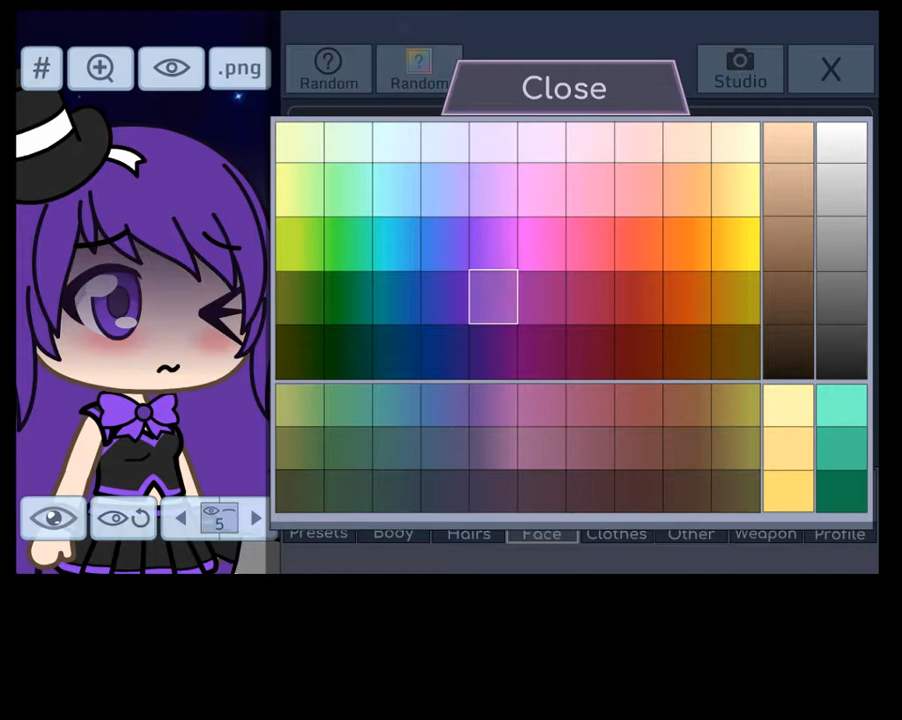 #
.png
?
Random
?
Random
Close
Studio
X
5
Presets
Body
Hairs
Face
Clothes
Other
Weapon
Profile